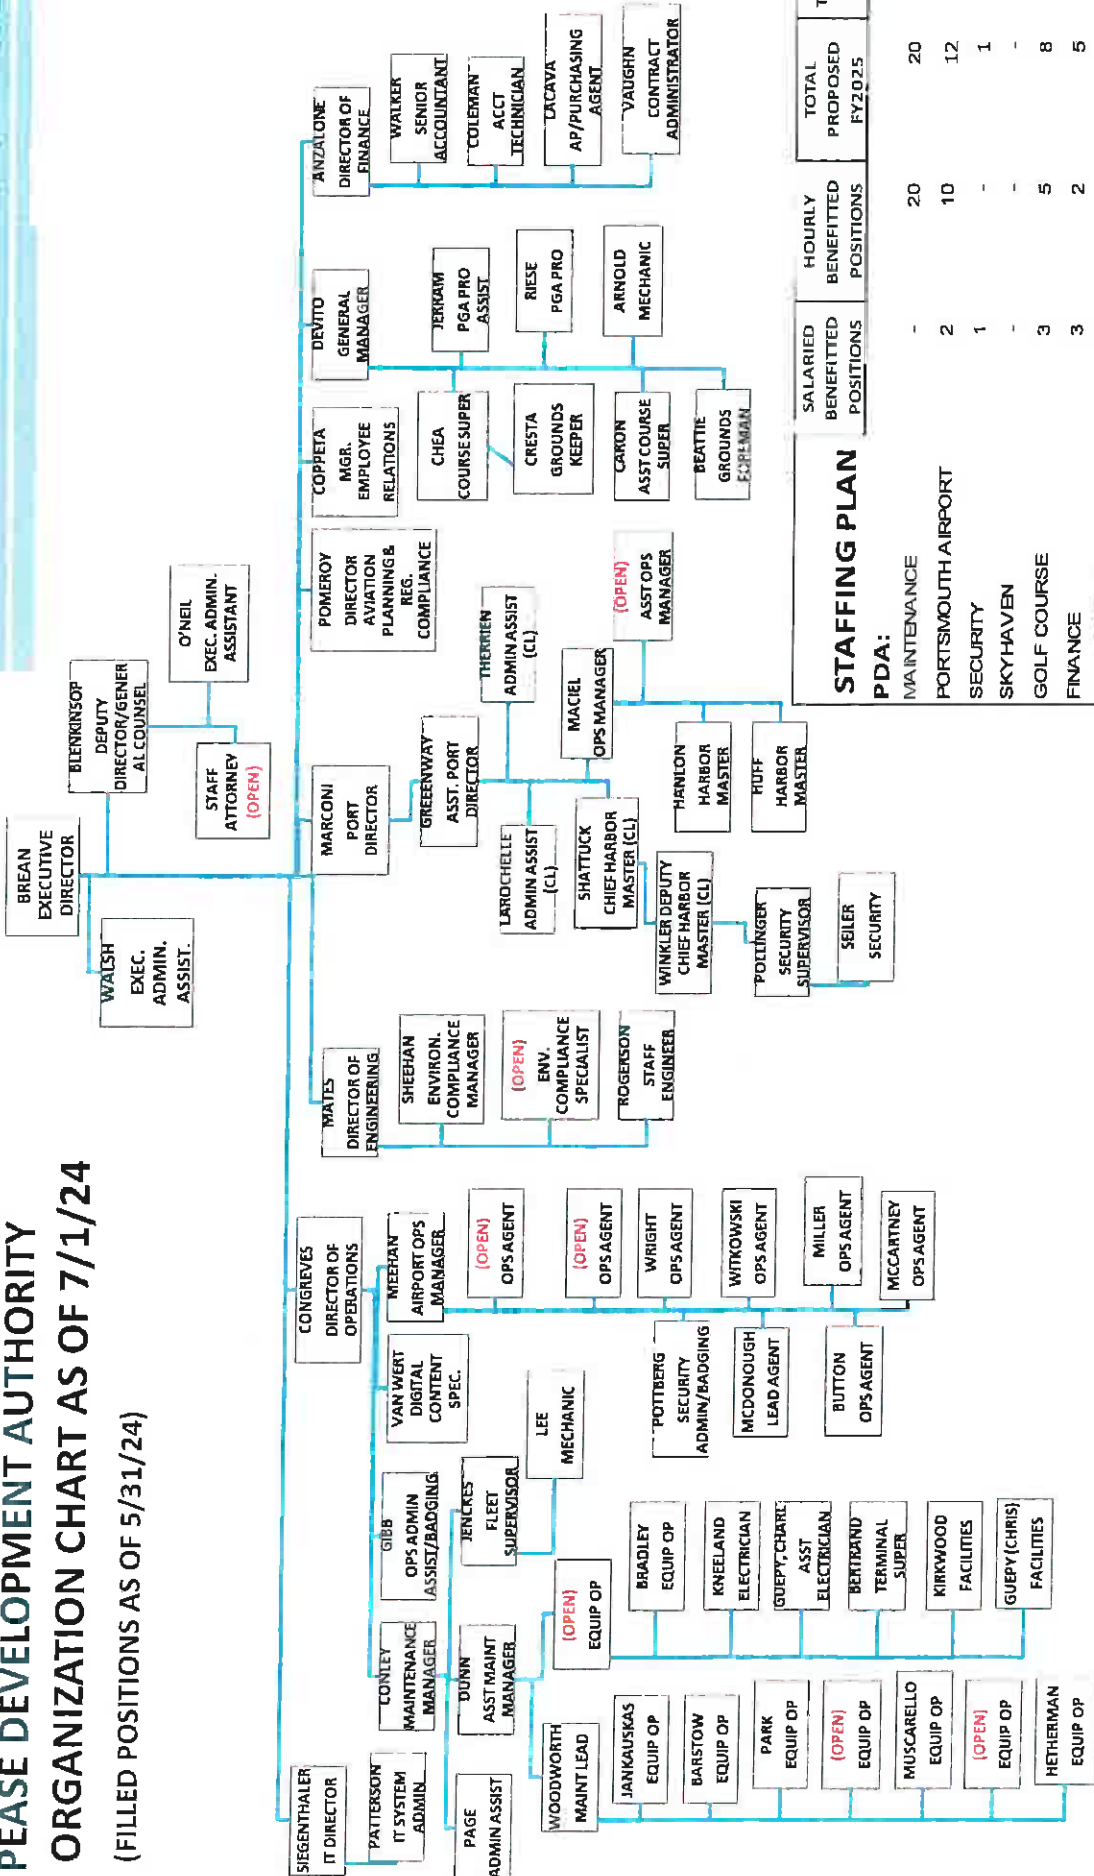 PEASE DEVELOPMENT AUTHORITY
ORGANIZATION CHART AS OF 7/1/24
(FILLED POSITIONS AS OF 5/31/24)
BREAN
EXECUTIVE
DIRECTOR
WALSH
EXEC.
ADMIN.
ASSIST.
BLENKINSOP
DEPUTY
DIRECTOR/GENER
AL COUNSEL
STAFF
ATTORNEY
(OPEN)
O'NEIL
EXEC. ADMIN.
ASSISTANT
SIEGENTHALER
IT DIRECTOR
PATTERSON
IT SYSTEM
ADMIN
CONGREVES
DIRECTOR OF
OPERATIONS
CONLEY
MAINTENANCE
MANAGER
GIBB
OPS ADMIN
ASSIST/BADGING
VAN WERT
DIGITAL
CONTENT
SPEC.
MEEHAN
AIRPORT OPS
MANAGER
PAGE
ADMIN ASSIST
DUNN
ASST MAINT
MANAGER
JENCKES
FLEET
SUPERVISOR
LEE
MECHANIC
WOODWORTH
MAINT LEAD
(OPEN)
EQUIP OP
JANKAUSKAS
EQUIP OP
BARSTOW
EQUIP OP
PARK
EQUIP OP
(OPEN)
EQUIP OP
MUSCARELLO
EQUIP OP
(OPEN)
EQUIP OP
HETHERMAN
EQUIP OP
BRADLEY
EQUIP OP
KNEELAND
ELECTRICIAN
GUEPY, CHARL
ASST
ELECTRICIAN
BERTRAND
TERMINAL
SUPER
KIRKWOOD
FACILITIES
GUEPY (CHRIS)
FACILITIES
(OPEN)
OPS AGENT
(OPEN)
OPS AGENT
WRIGHT
OPS AGENT
WITKOWSKI
OPS AGENT
MILLER
OPS AGENT
MCCARTNEY
OPS AGENT
POTTBERG
SECURITY
ADMIN/BADGING
MCDONOUGH
LEAD AGENT
BUTTON
OPS AGENT
MATES
DIRECTOR OF
ENGINEERING
SHEEHAN
ENVIRON.
COMPLIANCE
MANAGER
(OPEN)
ENV.
COMPLIANCE
SPECIALIST
ROGERSON
STAFF
ENGINEER
MARCONI
PORT
DIRECTOR
GREEENWAY
ASST. PORT
DIRECTOR
LAROCHELLE
ADMIN ASSIST
(CL)
THERRIEN
ADMIN ASSIST
(CL)
SHATTUCK
CHIEF HARBOR
MASTER (CL)
MACIEL
OPS MANAGER
WINKLER DEPUTY
CHIEF HARBOR
MASTER (CL)
POLLINGER
SECURITY
SUPERVISOR
SEILER
SECURITY
HANLON
HARBOR
MASTER
HUFF
HARBOR
MASTER
(OPEN)
ASST OPS
MANAGER
POMEROY
DIRECTOR
AVIATION
PLANNING &
REG.
COMPLIANCE
COPPETA
MGR.
EMPLOYEE
RELATIONS
DEVITO
GENERAL
MANAGER
CHEA
COURSE SUPER
CRESTA
GROUNDS
KEEPER
CARON
ASST COURSE
SUPER
BEATTIE
GROUNDS
FOREMAN
JERRAM
PGA PRO
ASSIST
RIESE
PGA PRO
ARNOLD
MECHANIC
ANZALONE
DIRECTOR OF
FINANCE
WALKER
SENIOR
ACCOUNTANT
COLEMAN
ACCT
TECHNICIAN
LACAVA
AP/PURCHASING
AGENT
VAUGHN
CONTRACT
ADMINISTRATOR
STAFFING PLAN
SALARIED BENEFITTED POSITIONS HOURLY BENEFITTED POSITIONS TOTAL PROPOSED FY2025
PDA:
MAINTENANCE - 20 20
PORTSMOUTH AIRPORT 2 10 12
SECURITY 1 - 1
SKYHAVEN - - -
GOLF COURSE 3 5 8
FINANCE 3 2 5